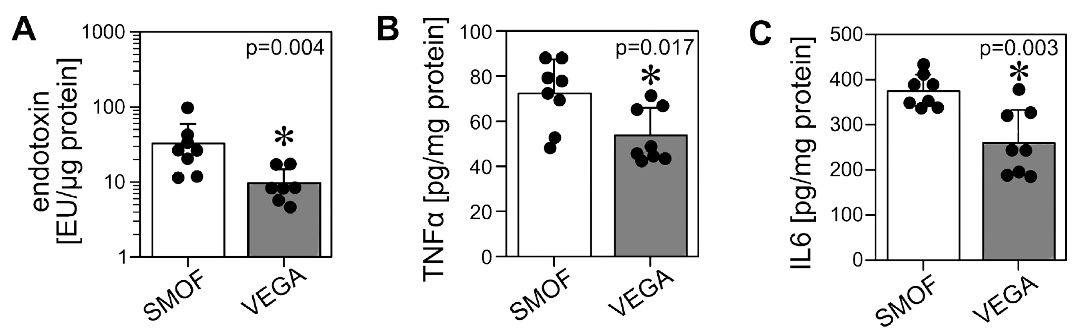 A
endotoxin
[EU/µg protein]
1000
100
10
1
p=0.004
*
SMOF
VEGA
B
TNFα [pg/mg protein]
100
80
60
40
20
0
p=0.017
*
SMOF
VEGA
C
IL6 [pg/mg protein]
500
400
300
200
100
0
p=0.003
*
SMOF
VEGA